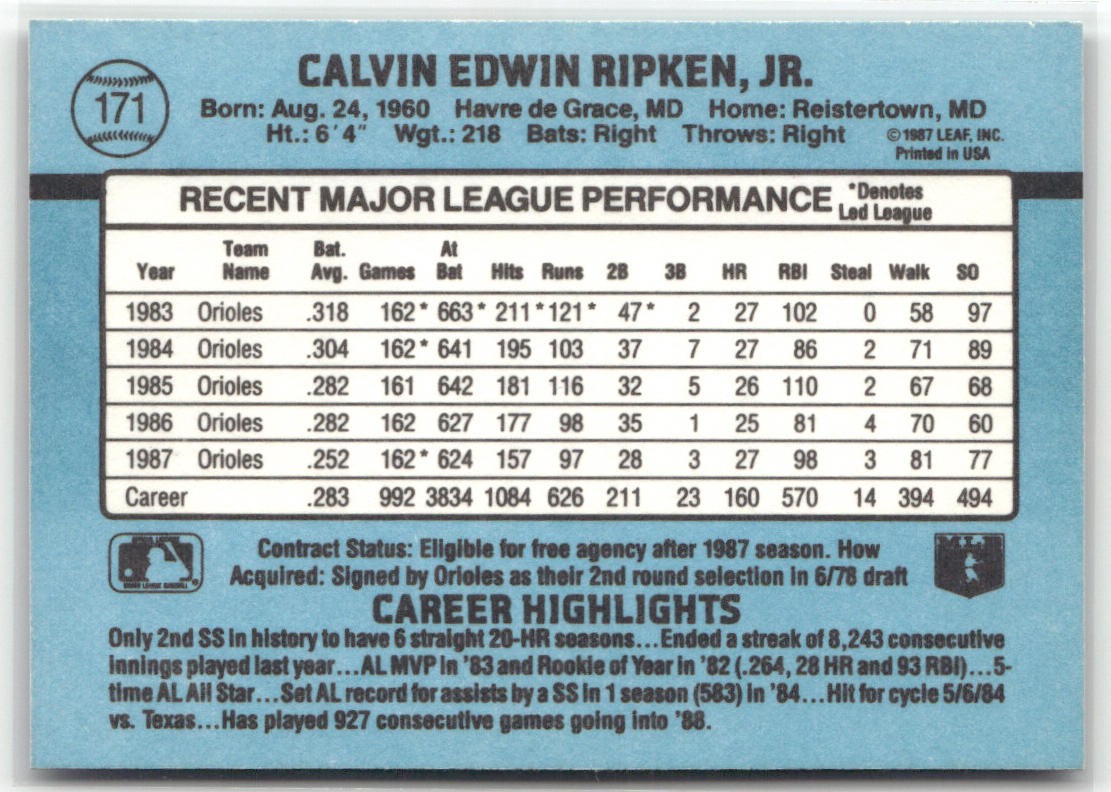 171
CALVIN EDWIN RIPKEN, JR.
Born: Aug. 24, 1960 Havre de Grace, MD Home: Reistertown, MD
Ht.: 6'4" Wgt.: 218 Bats: Right Throws: Right ©1987 LEAF, INC.
Printed in USA
RECENT MAJOR LEAGUE PERFORMANCE *Denotes
Led League
Year Team Name Bat. Avg. Games At Bat Hits Runs 2B 3B HR RBI Steal Walk SO
1983 Orioles .318 162* 663* 211* 121* 47* 2 27 102 0 58 97
1984 Orioles .304 162* 641 195 103 37 7 27 86 2 71 89
1985 Orioles .282 161 642 181 116 32 5 26 110 2 67 68
1986 Orioles .282 162 627 177 98 35 1 25 81 4 70 60
1987 Orioles .252 162* 624 157 97 28 3 27 98 3 81 77
Career .283 992 3834 1084 626 211 23 160 570 14 394 494
Contract Status: Eligible for free agency after 1987 season. How
Acquired: Signed by Orioles as their 2nd round selection in 6/78 draft
MLB
CAREER HIGHLIGHTS
Only 2nd SS in history to have 6 straight 20-HR seasons...Ended a streak of 8,243 consecutive
innings played last year...AL MVP in '83 and Rookie of Year in '82 (.264, 28 HR and 93 RBI)...5-
time AL All Star...Set AL record for assists by a SS in 1 season (583) in '84...Hit for cycle 5/6/84
vs. Texas...Has played 927 consecutive games going into '88.